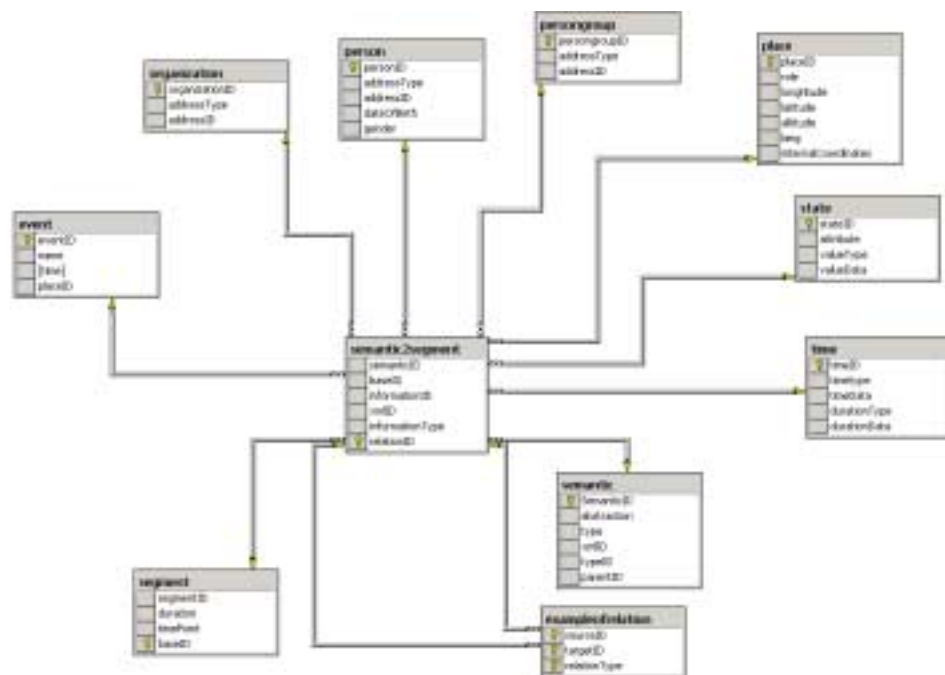 organization
organizationID
addressType
addressID
person
personID
addressType
addressID
dateOfBirth
gender
persongroup
persongroupID
addressType
addressID
place
placeID
role
longitude
latitude
altitude
lang
internalcoordinates
event
eventID
name
[time]
placeID
state
stateID
attribute
valueType
valueData
semantic2segment
semanticID
baseID
informationID
xmlID
informationType
relationID
time
timeID
timetype
timeData
durationType
durationData
semantic
SemanticID
abstraction
type
xmlID
typeID
parentID
segment
segmentID
duration
timePoint
baseID
examplesofrelation
sourceID
targetID
relationType